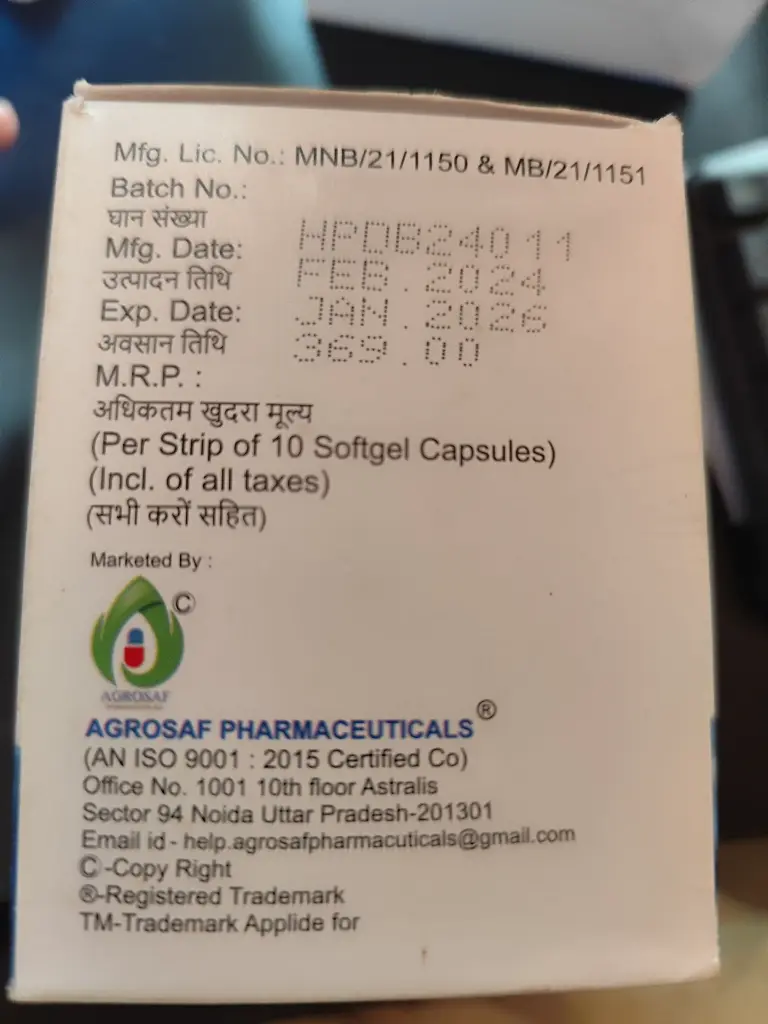 Mfg. Lic. No.: MNB/21/1150 & MB/21/1151
Batch No.:
घान संख्या
HPDB24011
Mfg. Date:
उत्पादन तिथि
FEB.2024
Exp. Date:
JAN.2026
अवसान तिथि
369.00
M.R.P. :
अधिकतम खुदरा मूल्य
(Per Strip of 10 Softgel Capsules)
(Incl. of all taxes)
(सभी करों सहित)
Marketed By :
©
AGROSAF
AGROSAF PHARMACEUTICALS ®
(AN ISO 9001 : 2015 Certified Co)
Office No. 1001 10th floor Astralis
Sector 94 Noida Uttar Pradesh-201301
Email id - help.agrosafpharmacuticals@gmail.com
©-Copy Right
®-Registered Trademark
TM-Trademark Applide for